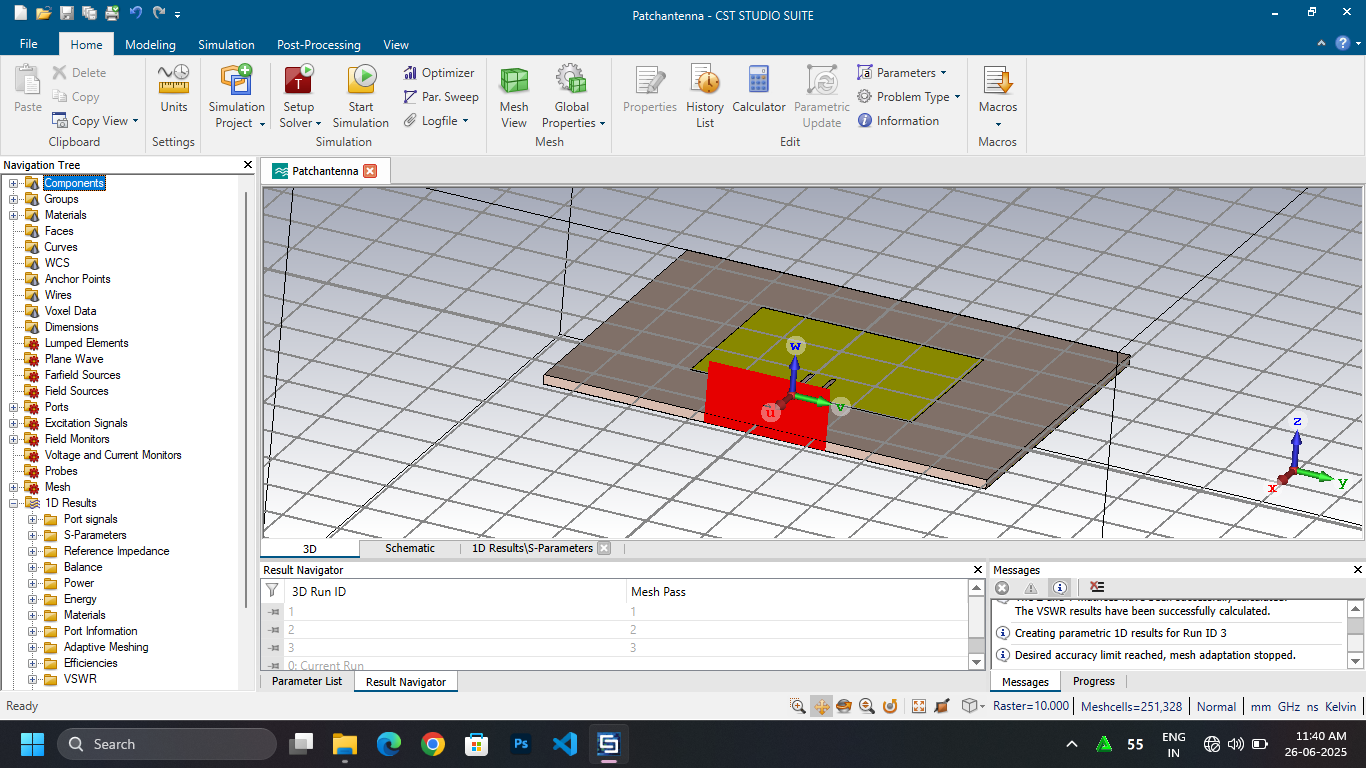 Patchantenna - CST STUDIO SUITE
File Home Modeling Simulation Post-Processing View
Paste
Delete
Copy
Copy View
Clipboard
Units
Settings
Simulation
Project
Setup
Solver
Start
Simulation
Optimizer
Par. Sweep
Logfile
Simulation
Mesh
View
Global
Properties
Mesh
Properties
History
List
Calculator
Parametric
Update
Parameters
Problem Type
Information
Edit
Macros
Macros
Navigation Tree
Components
Groups
Materials
Faces
Curves
WCS
Anchor Points
Wires
Voxel Data
Dimensions
Lumped Elements
Plane Wave
Farfield Sources
Field Sources
Ports
Excitation Signals
Field Monitors
Voltage and Current Monitors
Probes
Mesh
1D Results
Port signals
S-Parameters
Reference Impedance
Balance
Power
Energy
Materials
Port Information
Adaptive Meshing
Efficiencies
VSWR
Patchantenna
w
u
v
z
x
y
3D Schematic 1D Results\S-Parameters
Result Navigator
3D Run ID Mesh Pass
1 1
2 2
3 3
0: Current Run
Parameter List Result Navigator
Messages
The VSWR results have been successfully calculated.
Creating parametric 1D results for Run ID 3
Desired accuracy limit reached, mesh adaptation stopped.
Messages Progress
Ready
Raster=10.000 Meshcells=251,328 Normal mm GHz ns Kelvin
Search
Ps
55
ENG
IN
11:40 AM
26-06-2025